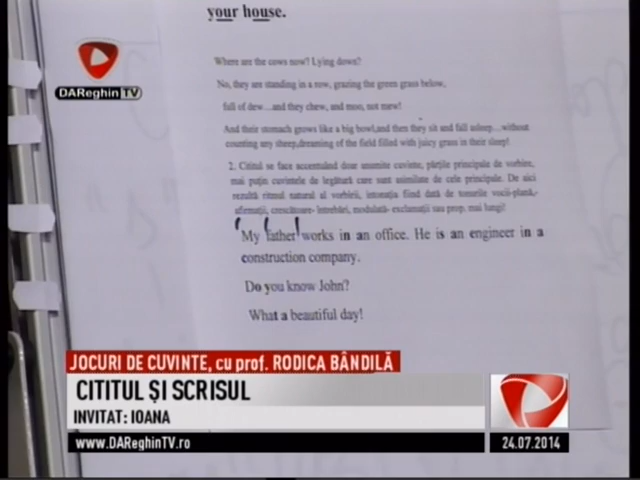 your house.
DAReghin TV
Where are the cows now? Lying down?
No, they are standing in a row, grazing the green grass below,
full of dew...and they chew, and moo, not mew!
And their stomach grows like a big bowl,and then they sit and fall asleep...without
counting any sheep,dreaming of the field filled with juicy grass in their sleep!
2. Cititul se face accentuând doar anumite cuvinte, părţile principale de vorbire,
mai puţin cuvintele de legătură care sunt asimilate de cele principale. De aici
rezultă ritmul natural al vorbirii, intonaţia fiind dată de tonurile vocii-plană,-
afirmaţii, crescătoare- întrebări, modulată- exclamaţii sau prop. mai lungi!
My father works in an office. He is an engineer in a
construction company.
Do you know John?
What a beautiful day!
JOCURI DE CUVINTE, cu prof. RODICA BÂNDILĂ
CITITUL ŞI SCRISUL
INVITAT: IOANA
www.DAReghinTV.ro
24.07.2014